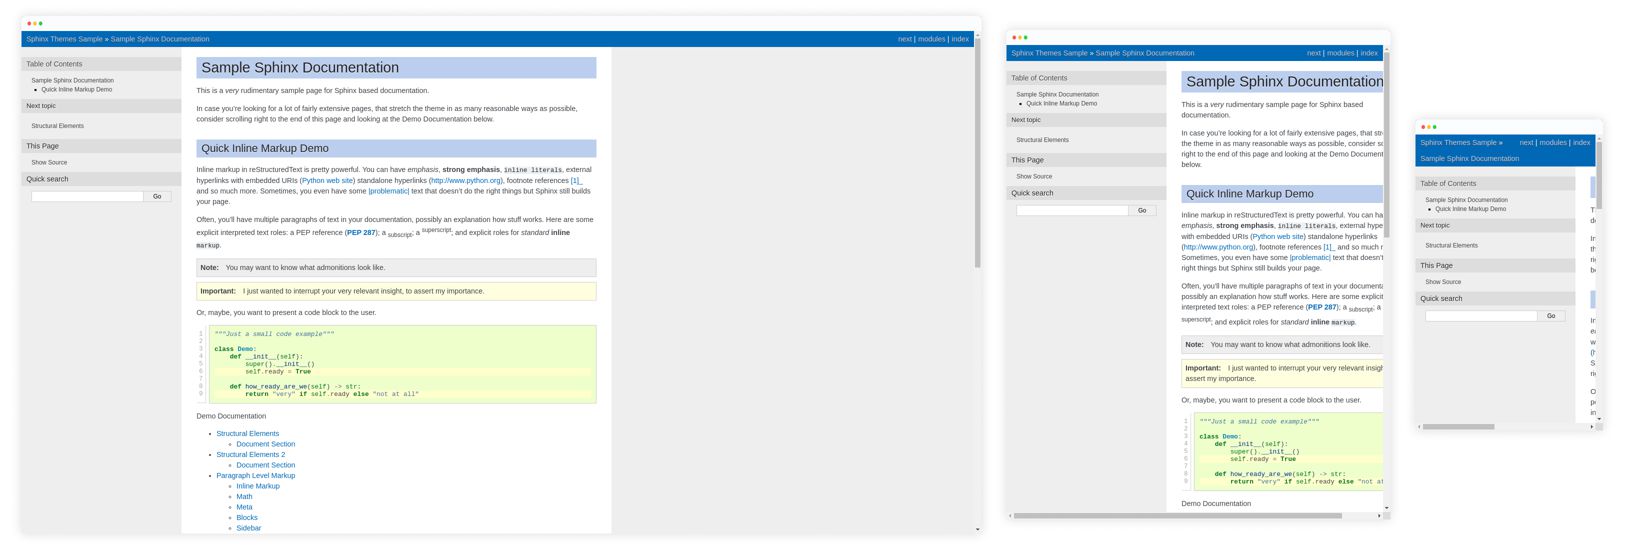 Sphinx Themes Sample » Sample Sphinx Documentation
next | modules | index
Table of Contents
Sample Sphinx Documentation
Quick Inline Markup Demo
Next topic
Structural Elements
This Page
Show Source
Quick search
Go
Sample Sphinx Documentation
This is a very rudimentary sample page for Sphinx based documentation.
In case you're looking for a lot of fairly extensive pages, that stretch the theme in as many reasonable ways as possible,
consider scrolling right to the end of this page and looking at the Demo Documentation below.
Quick Inline Markup Demo
Inline markup in reStructuredText is pretty powerful. You can have emphasis, strong emphasis, inline literals, external
hyperlinks with embedded URIs (Python web site) standalone hyperlinks (http://www.python.org), footnote references [1]_
and so much more. Sometimes, you even have some |problematic| text that doesn't do the right things but Sphinx still builds
your page.
Often, you'll have multiple paragraphs of text in your documentation, possibly an explanation how stuff works. Here are some
explicit interpreted text roles: a PEP reference (PEP 287); a subscript; a superscript; and explicit roles for standard inline
markup.
Note: You may want to know what admonitions look like.
Important: I just wanted to interrupt your very relevant insight, to assert my importance.
Or, maybe, you want to present a code block to the user.
1 """Just a small code example"""
2
3 class Demo:
4 def __init__(self):
5 super().__init__()
6 self.ready = True
7
8 def how_ready_are_we(self) -> str:
9 return "very" if self.ready else "not at all"
Demo Documentation
Structural Elements
Document Section
Structural Elements 2
Document Section
Paragraph Level Markup
Inline Markup
Math
Meta
Blocks
Sidebar
Sphinx Themes Sample » Sample Sphinx Documentation
next | modules | index
Table of Contents
Sample Sphinx Documentation
Quick Inline Markup Demo
Next topic
Structural Elements
This Page
Show Source
Quick search
Go
Sample Sphinx Documentation
This is a very rudimentary sample page for Sphinx based
documentation.
In case you're looking for a lot of fairly extensive pages, that stre
right to the end of this page and looking at the Demo Document
the theme in as many reasonable ways as possible, consider sc
below.
Quick Inline Markup Demo
Inline markup in reStructuredText is pretty powerful. You can ha
emphasis, strong emphasis, inline literals, external hype
with embedded URIs (Python web site) standalone hyperlinks
(http://www.python.org), footnote references [1]_ and so much r
Sometimes, you even have some |problematic| text that doesn't
right things but Sphinx still builds your page.
Often, you'll have multiple paragraphs of text in your documenta
possibly an explanation how stuff works. Here are some explicit
interpreted text roles: a PEP reference (PEP 287); a subscript; a
superscript; and explicit roles for standard inline markup.
Note: You may want to know what admonitions look like.
Important: I just wanted to interrupt your very relevant insigh
assert my importance.
Or, maybe, you want to present a code block to the user.
1 """Just a small code example"""
2
3 class Demo:
4 def __init__(self):
5 super().__init__()
6 self.ready = True
7
8 def how_ready_are_we(self) -> str:
9 return "very" if self.ready else "not at
Demo Documentation
Sphinx Themes Sample »
next | modules | index
Sample Sphinx Documentation
Table of Contents
Sample Sphinx Documentation
Quick Inline Markup Demo
Next topic
Structural Elements
This Page
Show Source
Quick search
Go